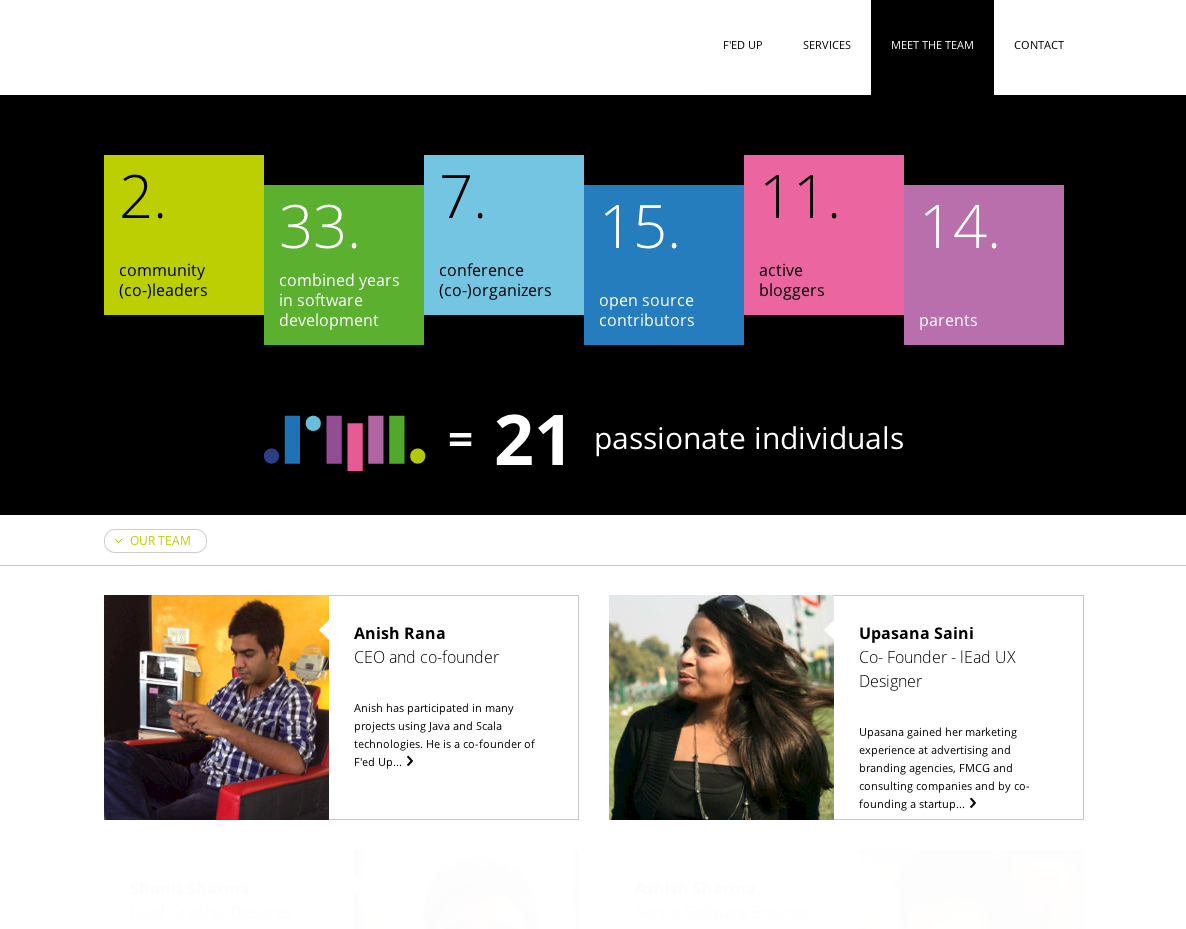 F'ED UP
SERVICES
MEET THE TEAM
CONTACT
2.
community
(co-)leaders
33.
combined years
in software
development
7.
conference
(co-)organizers
15.
open source
contributors
11.
active
bloggers
14.
parents
= 21 passionate individuals
OUR TEAM
Anish Rana
CEO and co-founder
Anish has participated in many
projects using Java and Scala
technologies. He is a co-founder of
F'ed Up...
Upasana Saini
Co- Founder - lEad UX
Designer
Upasana gained her marketing
experience at advertising and
branding agencies, FMCG and
consulting companies and by co-
founding a startup...
Sharma
Ashish Sharma